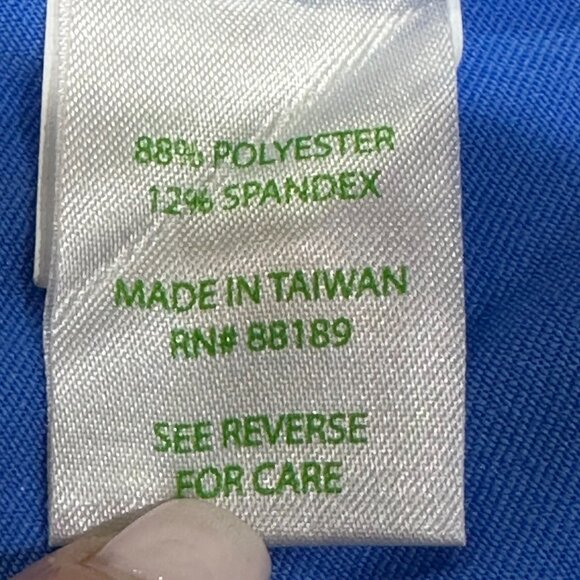 88% POLYESTER
12% SPANDEX
MADE IN TAIWAN
RN# 88189
SEE REVERSE
FOR CARE